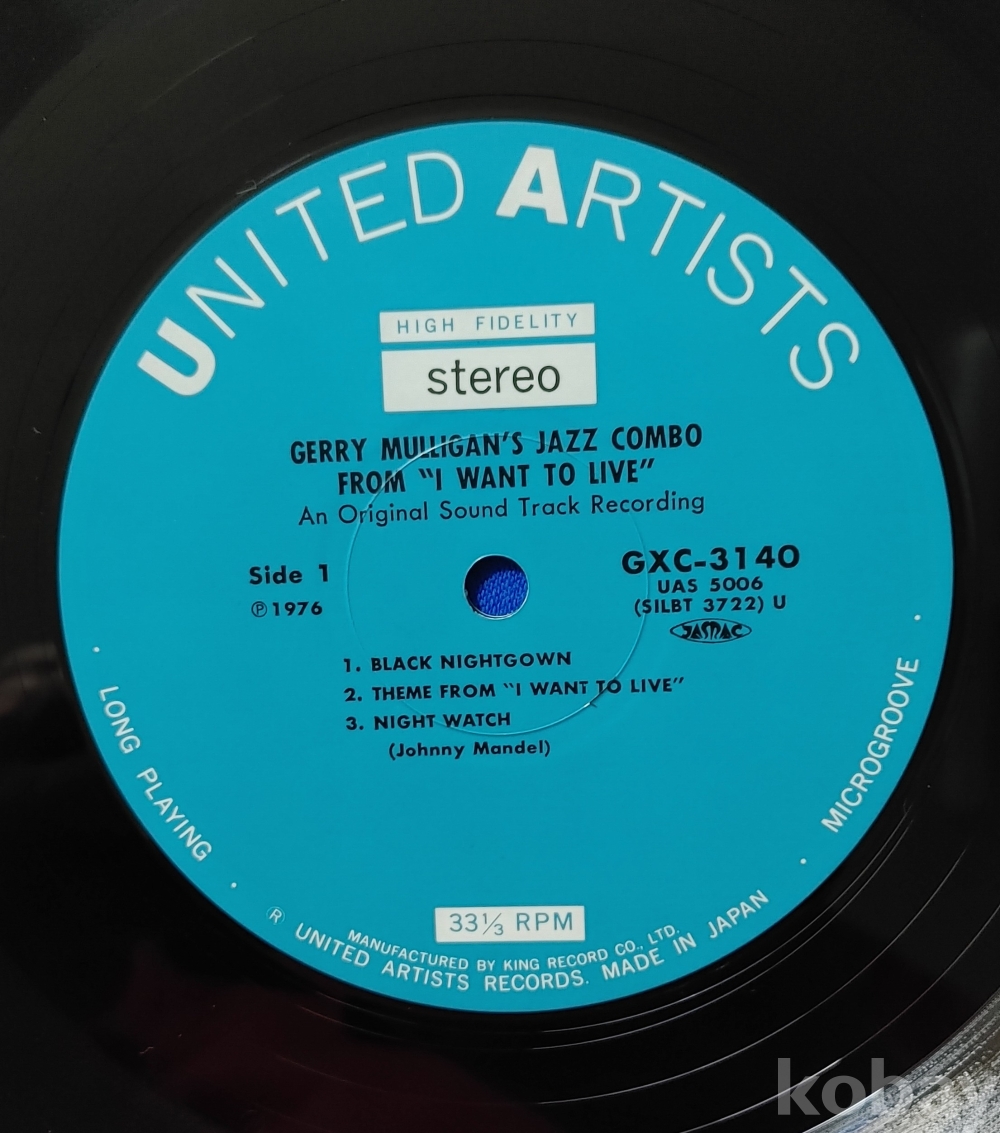 UNITED ARTISTS
HIGH FIDELITY
stereo
GERRY MULLIGAN'S JAZZ COMBO
FROM "I WANT TO LIVE"
An Original Sound Track Recording
Side 1
Ⓟ1976
GXC-3140
UAS 5006
(SILBT 3722) U
JASRAC
1. BLACK NIGHTGOWN
2. THEME FROM "I WANT TO LIVE"
3. NIGHT WATCH
(Johnny Mandel)
LONG PLAYING
MICROGROOVE
33⅓ RPM
MANUFACTURED BY KING RECORD CO., LTD.
® UNITED ARTISTS RECORDS. MADE IN JAPAN